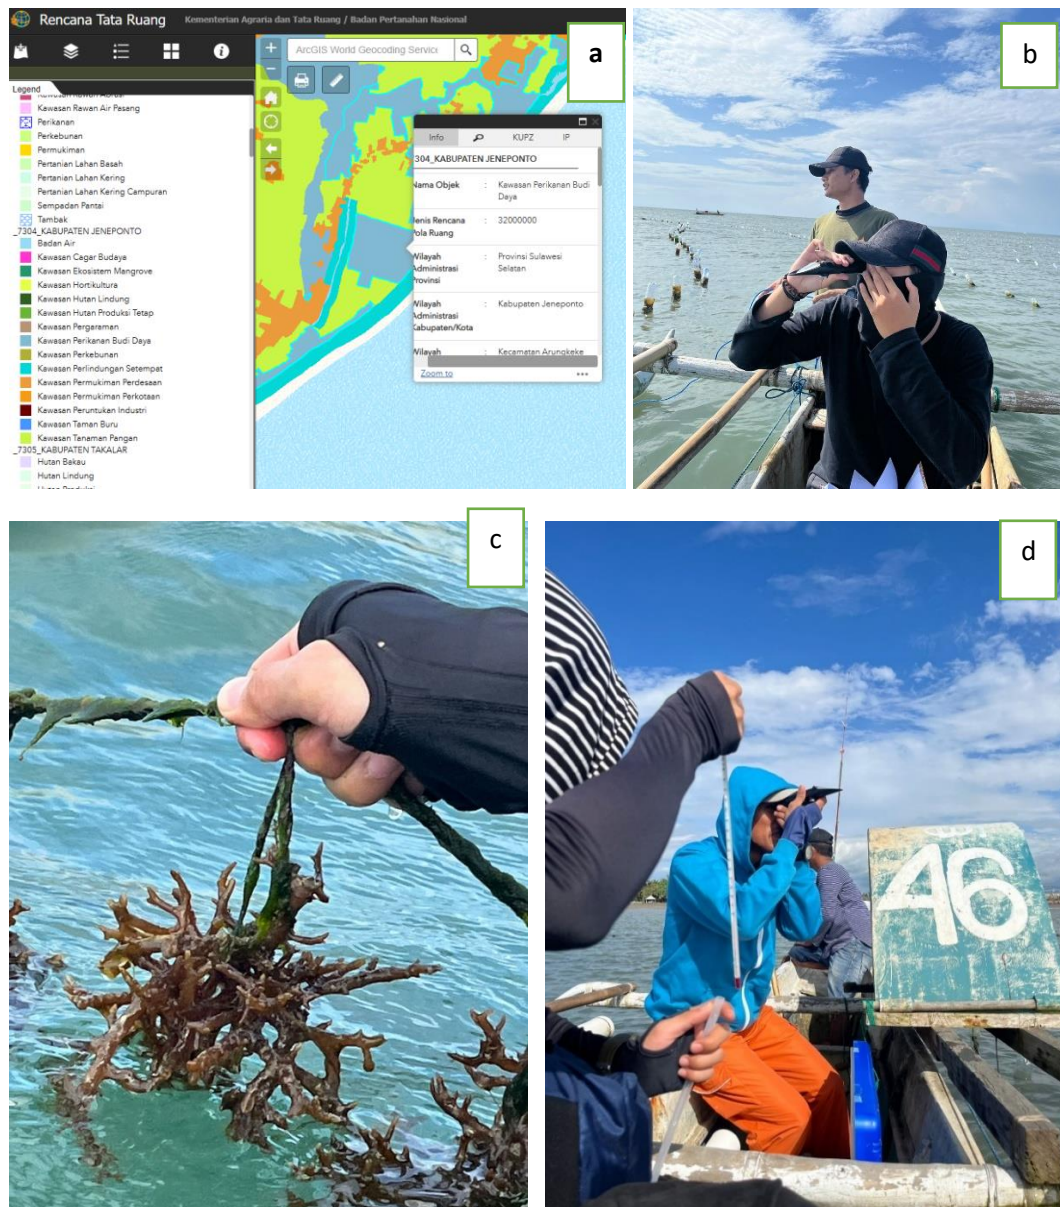 Rencana Tata Ruang
Kementerian Agraria dan Tata Ruang / Badan Pertanahan Nasional
a
ArcGIS World Geocoding Service
Legend
Kawasan Rawan Abrasi
Kawasan Rawan Air Pasang
Perikanan
Perkebunan
Permukiman
Pertanian Lahan Basah
Pertanian Lahan Kering
Pertanian Lahan Kering Campuran
Sempadan Pantai
Tambak
_7304_KABUPATEN JENEPONTO
Badan Air
Kawasan Cagar Budaya
Kawasan Ekosistem Mangrove
Kawasan Hortikultura
Kawasan Hutan Lindung
Kawasan Hutan Produksi Tetap
Kawasan Pergaraman
Kawasan Perikanan Budi Daya
Kawasan Perkebunan
Kawasan Perlindungan Setempat
Kawasan Permukiman Perdesaan
Kawasan Permukiman Perkotaan
Kawasan Peruntukan Industri
Kawasan Taman Buru
Kawasan Tanaman Pangan
_7305_KABUPATEN TAKALAR
Hutan Bakau
Hutan Lindung
Info KUPZ IP
304_KABUPATEN JENEPONTO
Nama Objek : Kawasan Perikanan Budi
Daya
Jenis Rencana : 32000000
Pola Ruang
Wilayah : Provinsi Sulawesi
Administrasi Selatan
Provinsi
Wilayah : Kabupaten Jeneponto
Administrasi
Kabupaten/Kota
Wilayah : Kecamatan Arungkeke
Zoom to
b
c
d
46